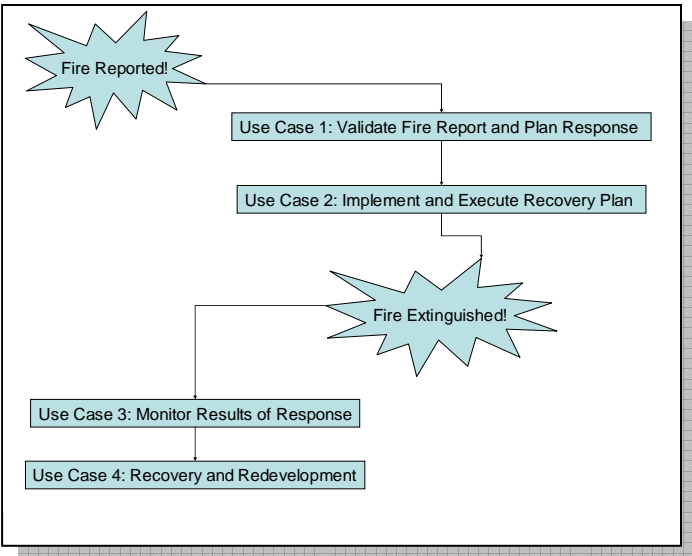 Fire Reported!
Use Case 1: Validate Fire Report and Plan Response
Use Case 2: Implement and Execute Recovery Plan
Fire Extinguished!
Use Case 3: Monitor Results of Response
Use Case 4: Recovery and Redevelopment